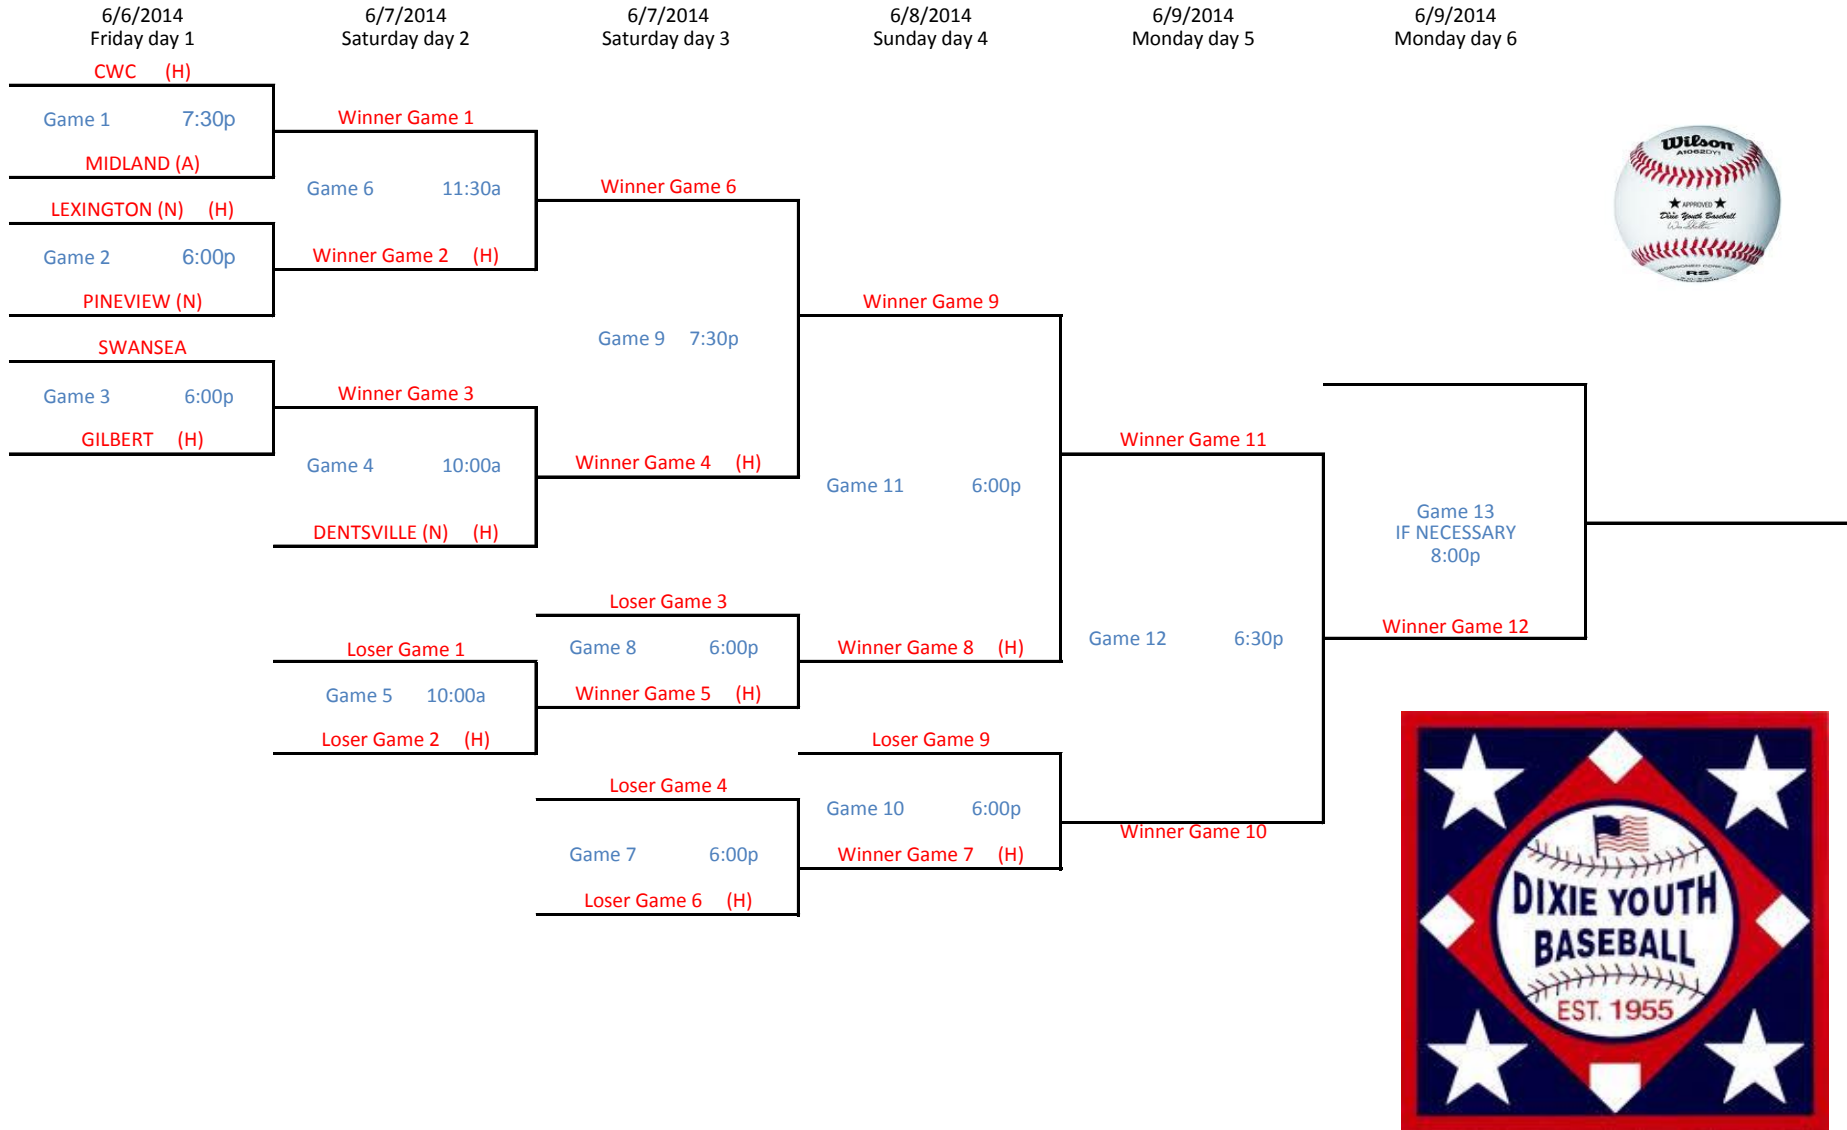 6/6/2014
Friday day 1
6/7/2014
Saturday day 2
6/7/2014
Saturday day 3
6/8/2014
Sunday day 4
6/9/2014
Monday day 5
6/9/2014
Monday day 6
CWC (H)
Game 1 7:30p
MIDLAND (A)
LEXINGTON (N) (H)
Game 2 6:00p
PINEVIEW (N)
SWANSEA
Game 3 6:00p
GILBERT (H)
Winner Game 1
Game 6 11:30a
Winner Game 2 (H)
Winner Game 3
Game 4 10:00a
DENTSVILLE (N) (H)
Loser Game 1
Game 5 10:00a
Loser Game 2 (H)
Winner Game 6
Game 9 7:30p
Winner Game 4 (H)
Loser Game 3
Game 8 6:00p
Winner Game 5 (H)
Loser Game 4
Game 7 6:00p
Loser Game 6 (H)
Winner Game 9
Game 11 6:00p
Winner Game 8 (H)
Loser Game 9
Game 10 6:00p
Winner Game 7 (H)
Winner Game 11
Game 12 6:30p
Winner Game 10
Game 13
IF NECESSARY
8:00p
Winner Game 12
Wilson
A1062DY1
APPROVED
Dixie Youth Baseball
RS
DIXIE YOUTH
BASEBALL
EST. 1955